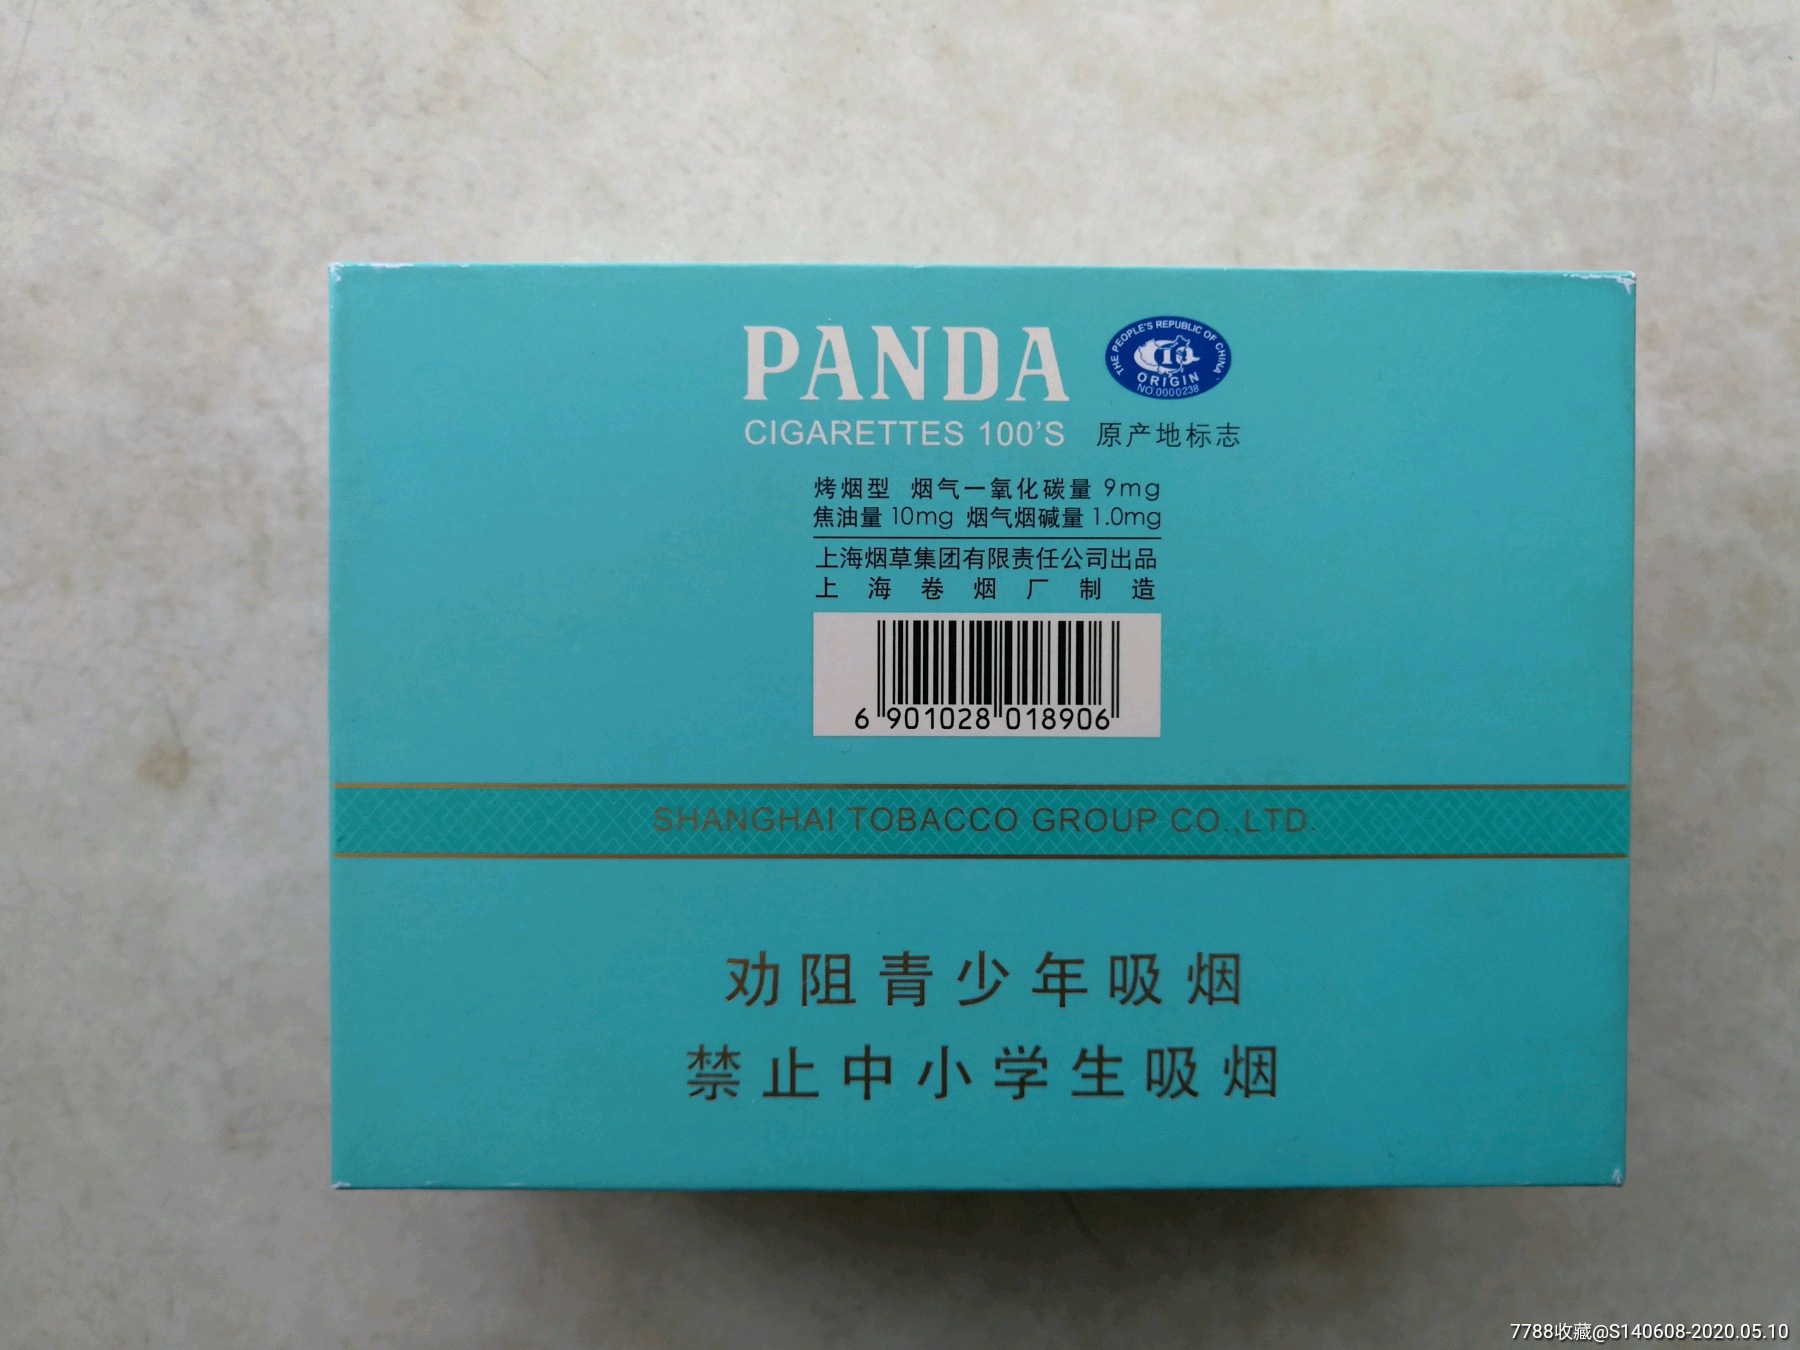 PANDA
THE PEOPLE'S REPUBLIC OF CHINA
CIQ
ORIGIN
NO.0000238
CIGARETTES 100'S
原产地标志
烤烟型 烟气一氧化碳量 9mg
焦油量 10mg 烟气烟碱量 1.0mg
上海烟草集团有限责任公司出品
上海卷烟厂制造
6 901028 018906
SHANGHAI TOBACCO GROUP CO.,LTD.
劝阻青少年吸烟
禁止中小学生吸烟
7788收藏@S140608-2020.05.10